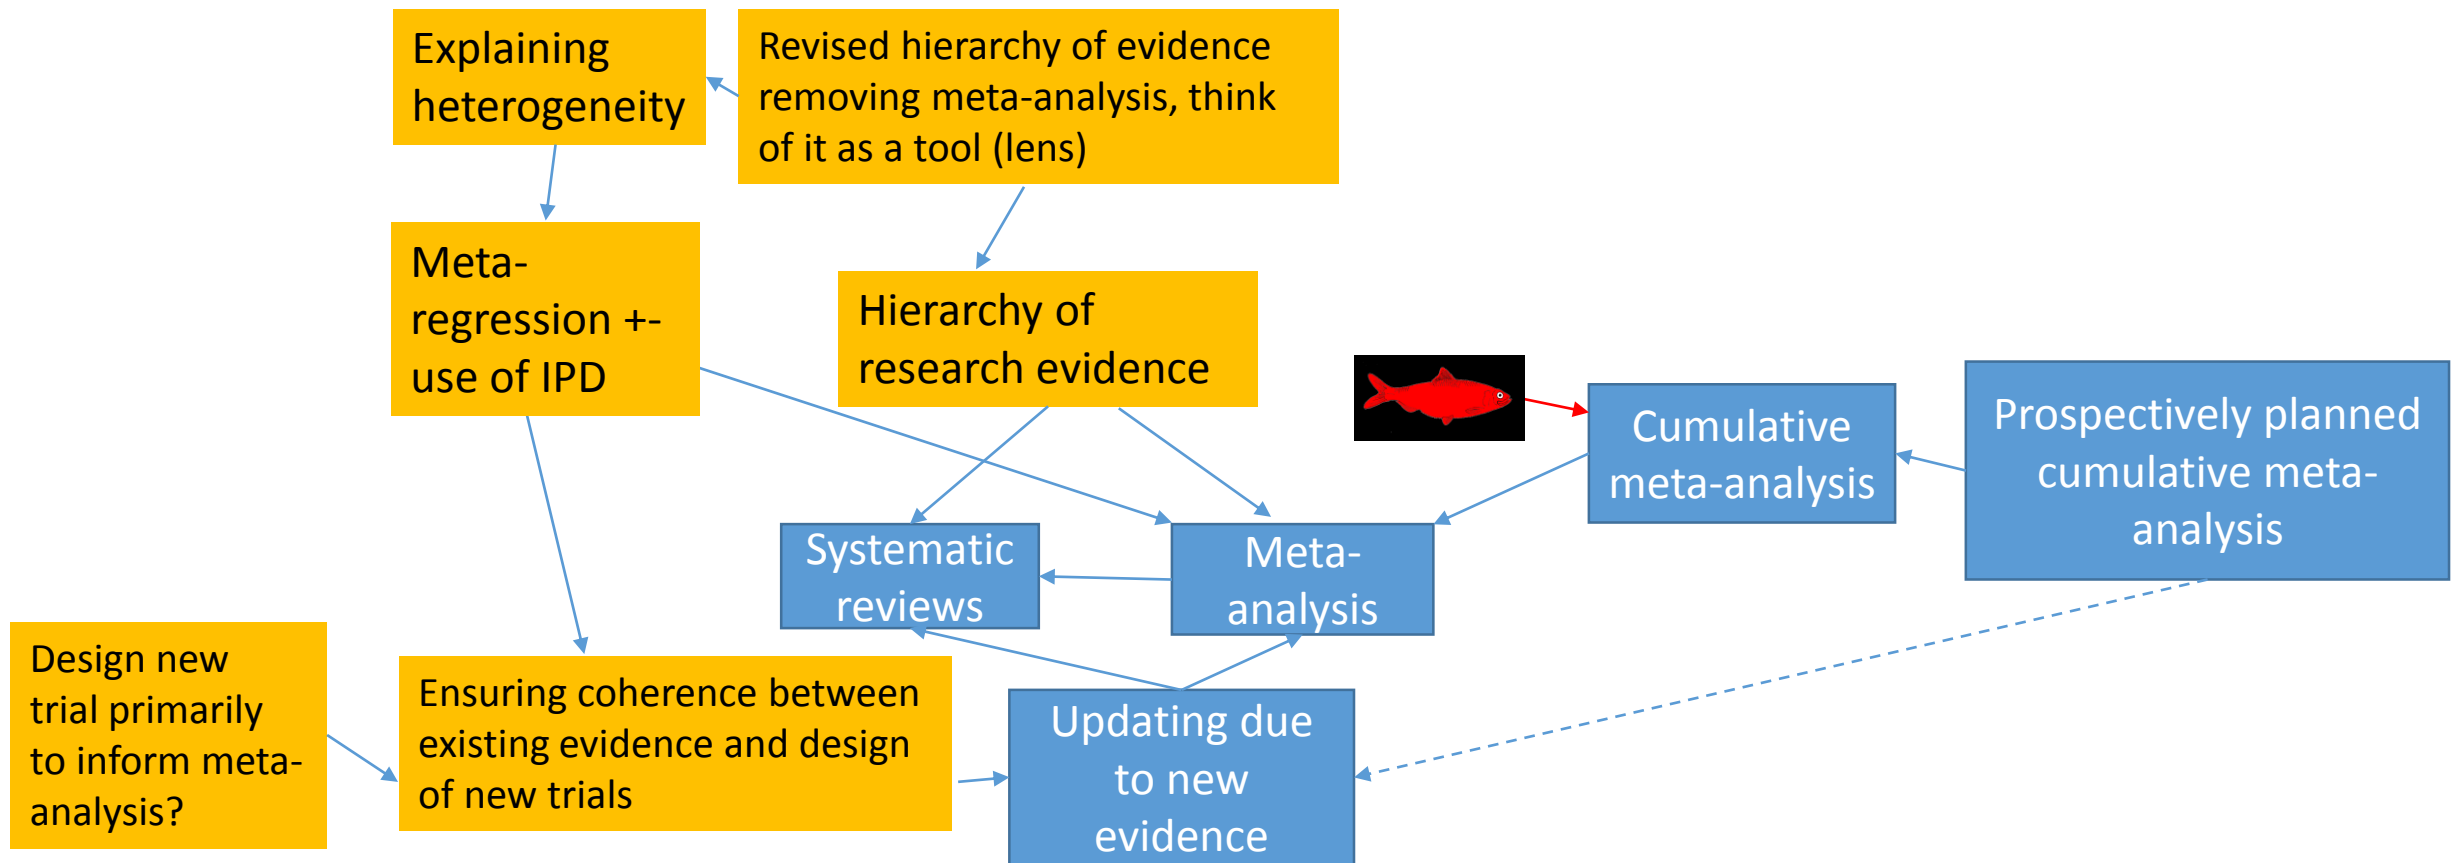 Explaining
heterogeneity
Revised hierarchy of evidence
removing meta-analysis, think
of it as a tool (lens)
Meta-
regression +-
use of IPD
Hierarchy of
research evidence
Cumulative
meta-analysis
Prospectively planned
cumulative meta-
analysis
Systematic
reviews
Meta-
analysis
Design new
trial primarily
to inform meta-
analysis?
Ensuring coherence between
existing evidence and design
of new trials
Updating due
to new
evidence